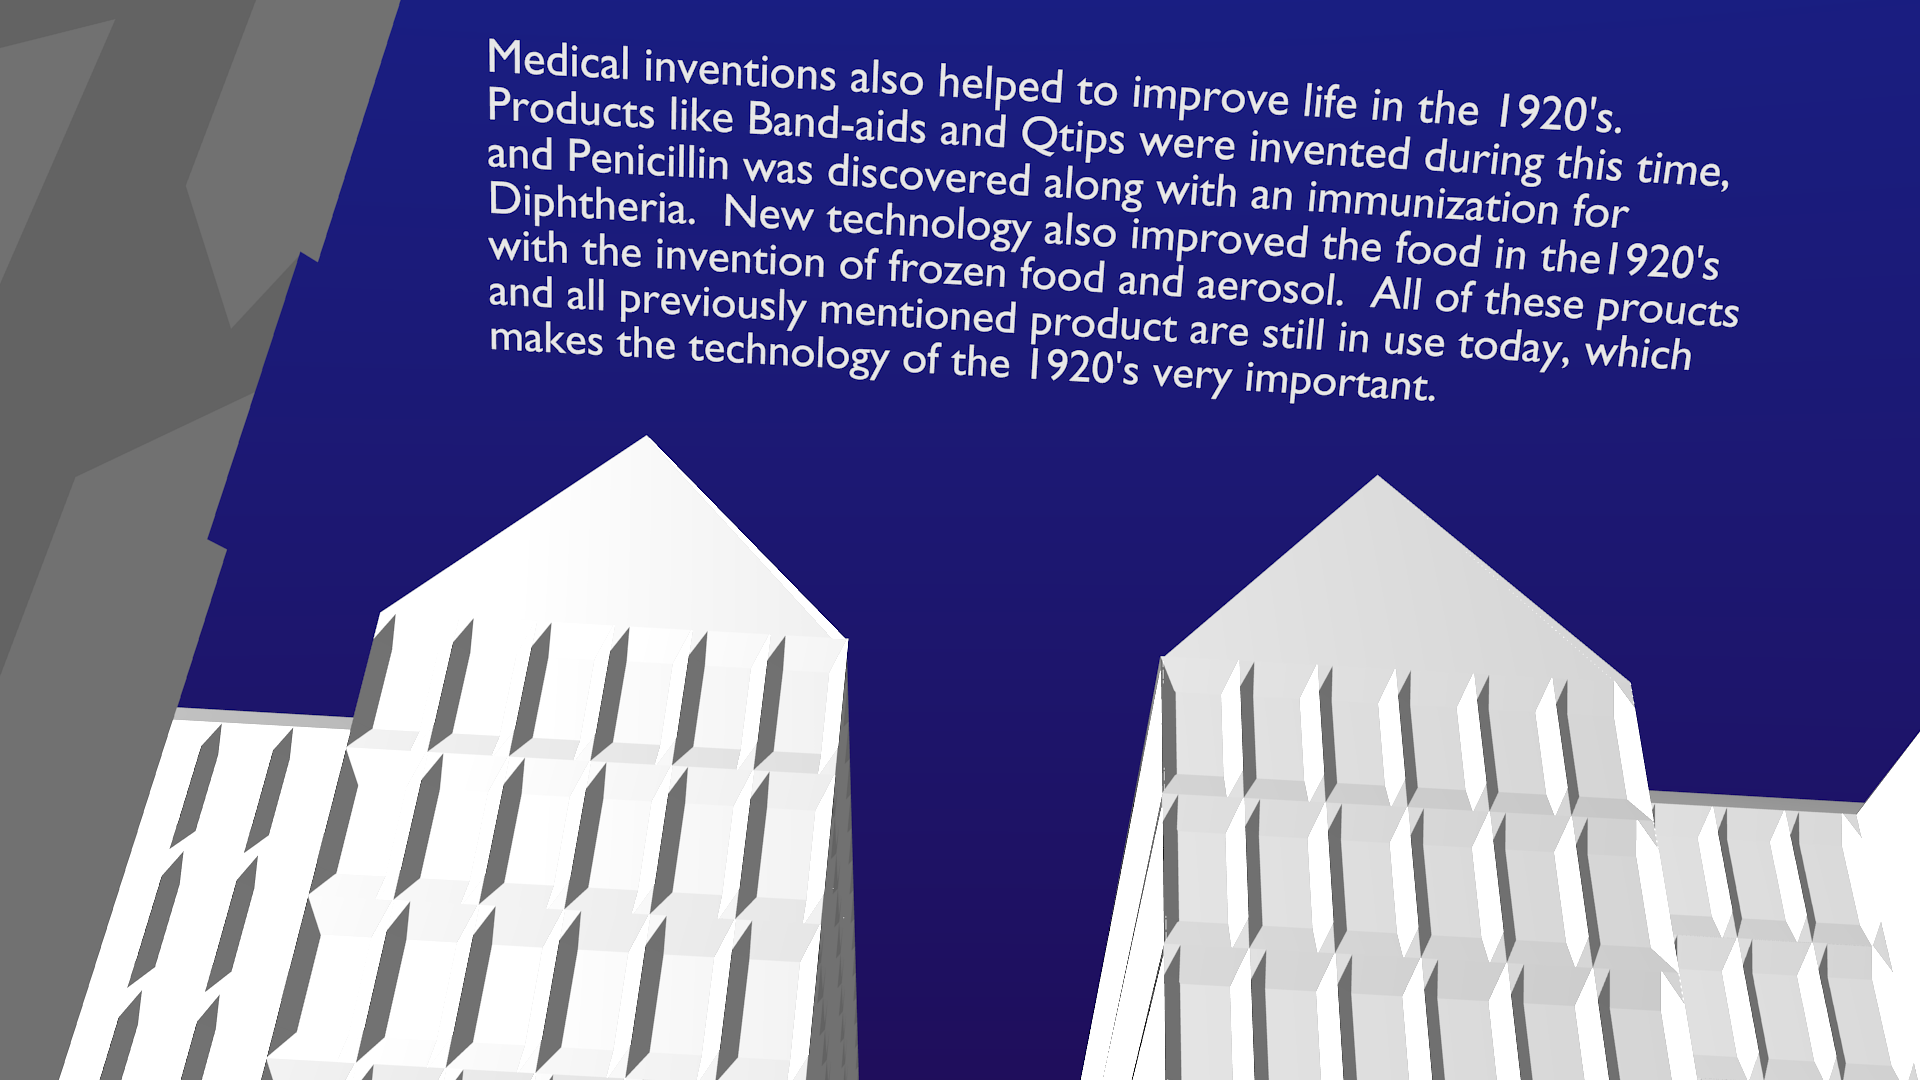 Medical inventions also helped to improve life in the 1920's.
Products like Band-aids and Qtips were invented during this time,
and Penicillin was discovered along with an immunization for
Diphtheria.  New technology also improved the food in the1920's
with the invention of frozen food and aerosol.  All of these proucts
and all previously mentioned product are still in use today, which
makes the technology of the 1920's very important.